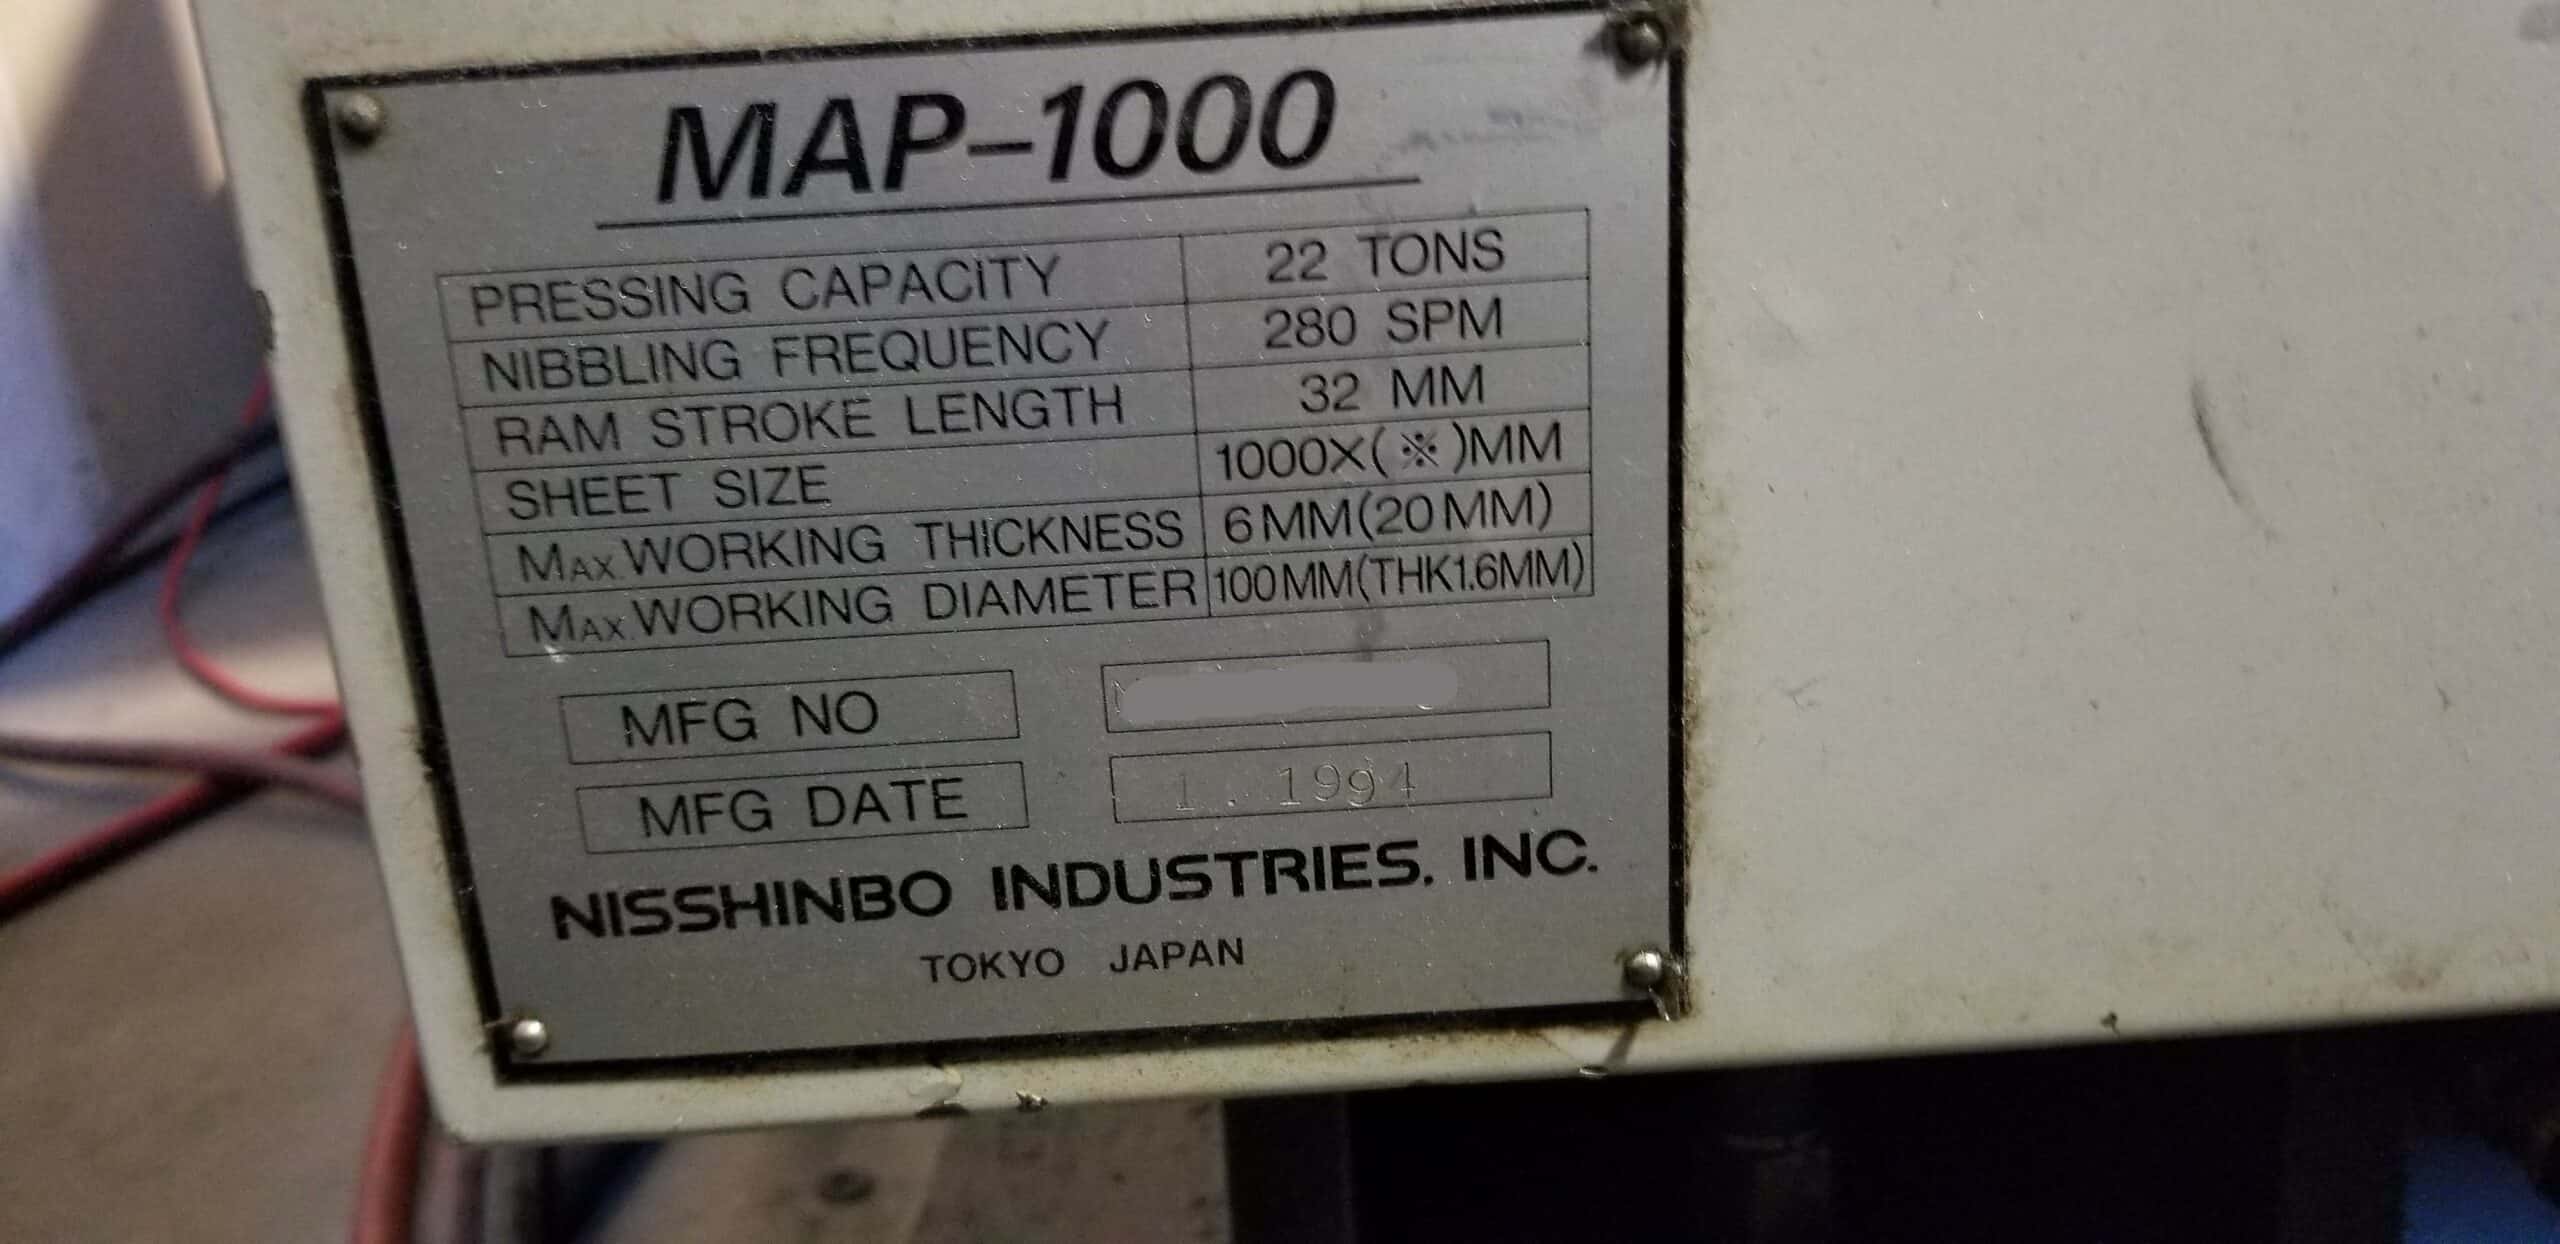 MAP-1000
PRESSING CAPACITY 22 TONS
NIBBLING FREQUENCY 280 SPM
RAM STROKE LENGTH 32 MM
SHEET SIZE 1000X(※)MM
MAX.WORKING THICKNESS 6MM(20MM)
MAX.WORKING DIAMETER 100MM(THK1.6MM)
MFG NO
MFG DATE 1. 1994
NISSHINBO INDUSTRIES, INC.
TOKYO JAPAN